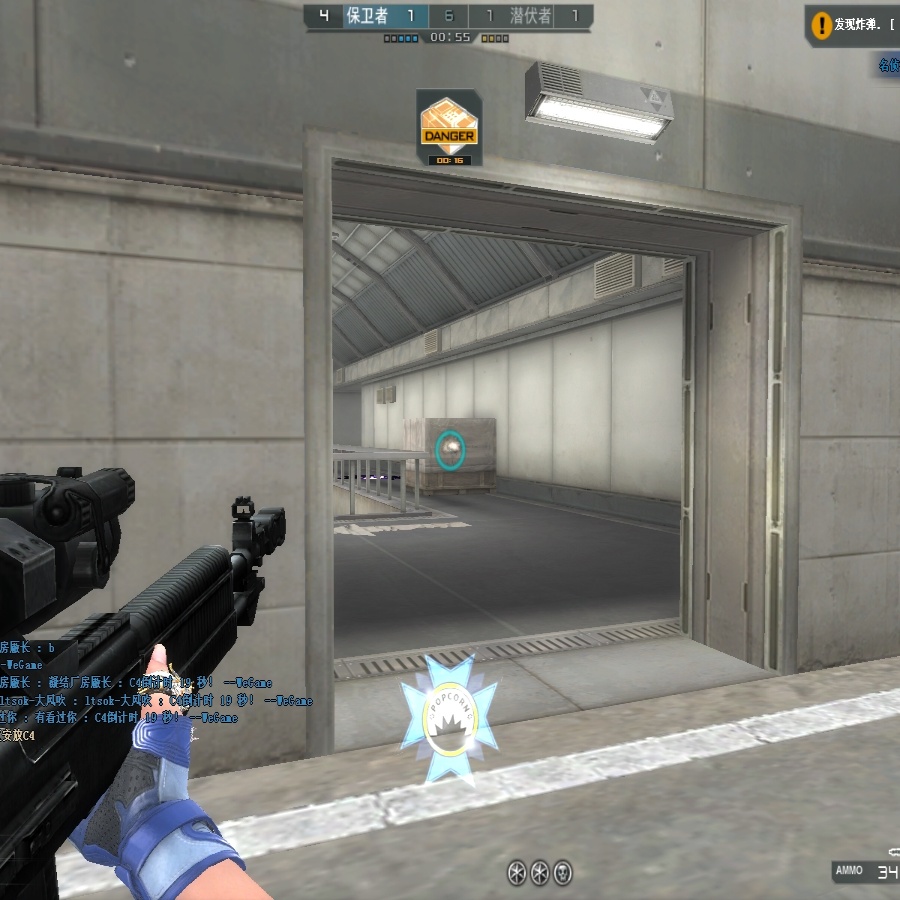 4 保卫者 1 6 1 潜伏者 1
00:55
发现炸弹. [
名侦
DANGER
00:16
房厰长 : b
-WeGame
房厰长 : 凝结厂房厰长 : C4倒计时 19 秒! --WeGame
ltsok-大风吹 : ltsok-大风吹 : C4倒计时 19 秒! --WeGame
过你 : 有看过你 : C4倒计时 19 秒! --WeGame
安放C4
POPCORN
AMMO 34